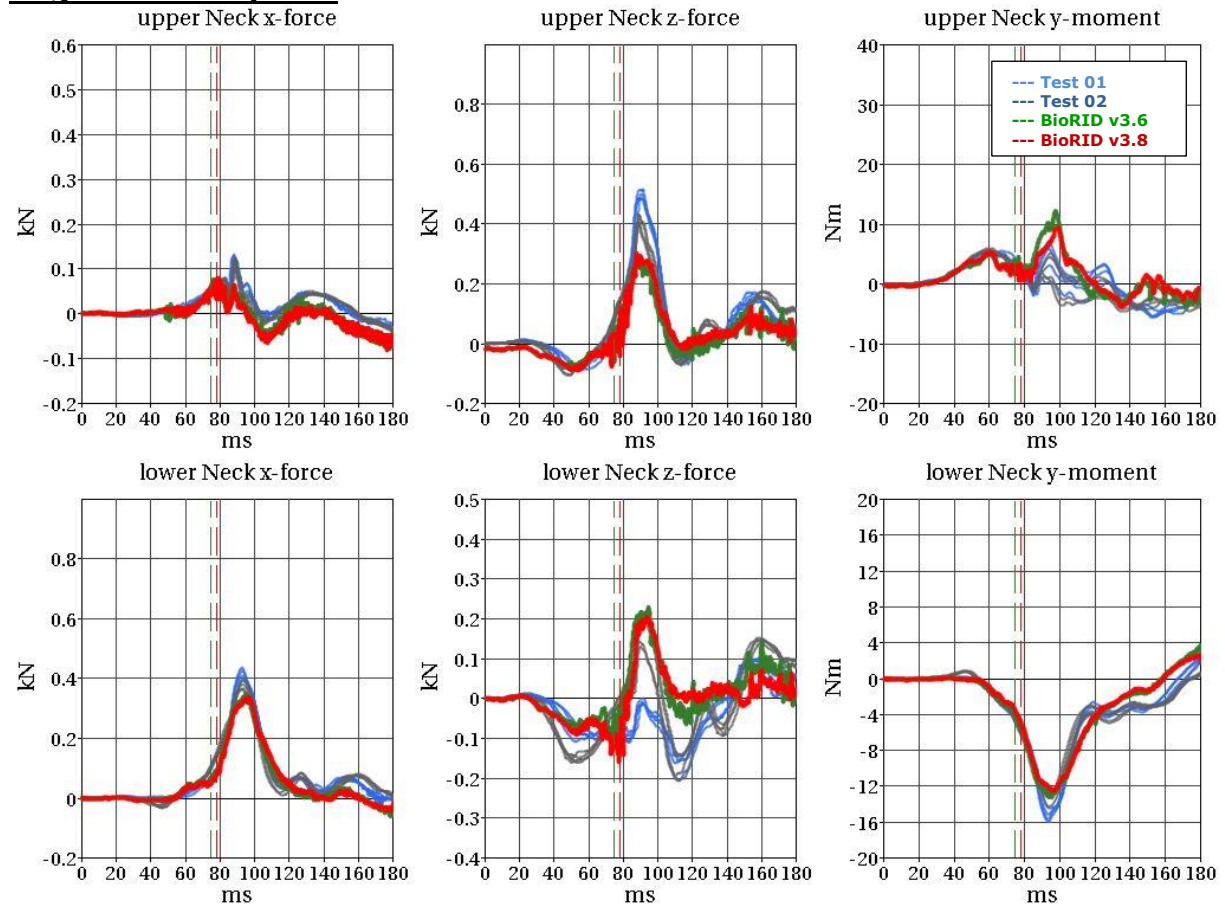 upper Neck x-force
0.6
0.5
0.4
0.3
0.2
0.1
0
-0.1
-0.2
kN
0 20 40 60 80 100 120 140 160 180
ms
upper Neck z-force
0.8
0.6
0.4
0.2
0
-0.2
kN
0 20 40 60 80 100 120 140 160 180
ms
upper Neck y-moment
40
30
20
10
0
-10
-20
Nm
0 20 40 60 80 100 120 140 160 180
ms
--- Test 01
--- Test 02
--- BioRID v3.6
--- BioRID v3.8
lower Neck x-force
0.8
0.6
0.4
0.2
0
-0.2
kN
0 20 40 60 80 100 120 140 160 180
ms
lower Neck z-force
0.5
0.4
0.3
0.2
0.1
0
-0.1
-0.2
-0.3
-0.4
kN
0 20 40 60 80 100 120 140 160 180
ms
lower Neck y-moment
20
16
12
8
4
0
-4
-8
-12
-16
-20
Nm
0 20 40 60 80 100 120 140 160 180
ms